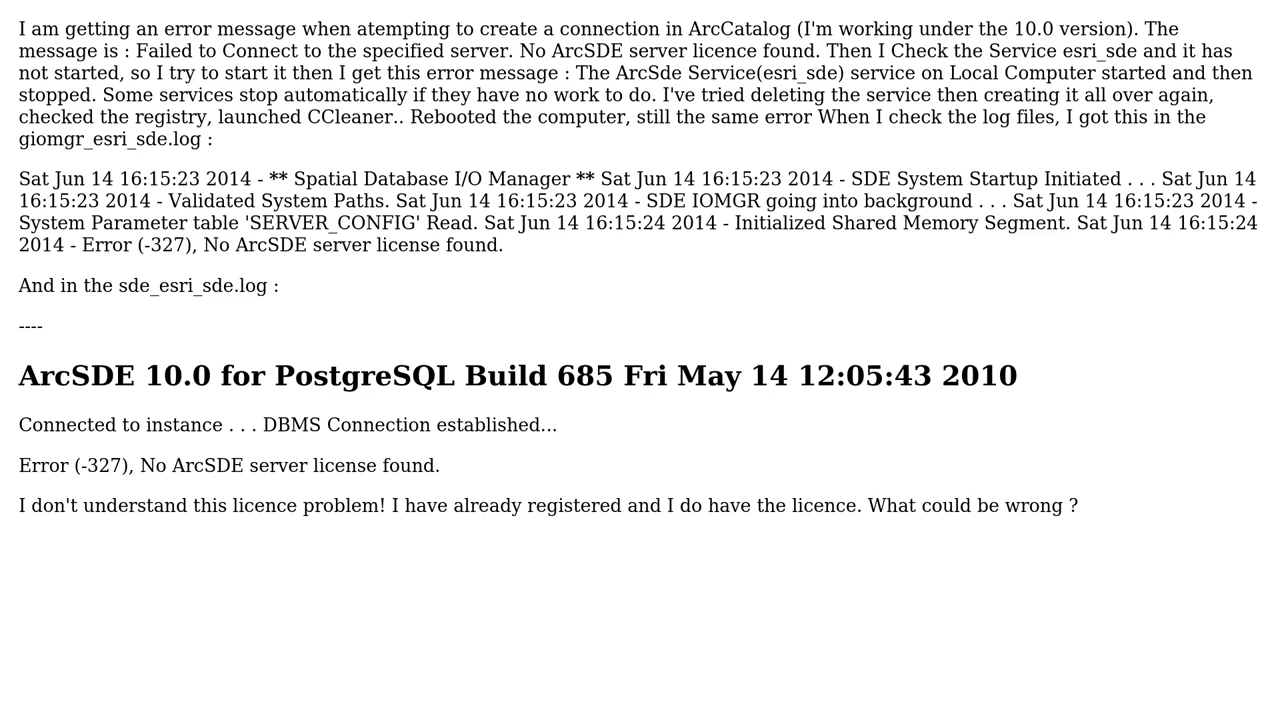 I am getting an error message when atempting to create a connection in ArcCatalog (I'm working under the 10.0 version). The
message is : Failed to Connect to the specified server. No ArcSDE server licence found. Then I Check the Service esri_sde and it has
not started, so I try to start it then I get this error message : The ArcSde Service(esri_sde) service on Local Computer started and then
stopped. Some services stop automatically if they have no work to do. I've tried deleting the service then creating it all over again,
checked the registry, launched CCleaner.. Rebooted the computer, still the same error When I check the log files, I got this in the
giomgr_esri_sde.log :
Sat Jun 14 16:15:23 2014 - ** Spatial Database I/O Manager ** Sat Jun 14 16:15:23 2014 - SDE System Startup Initiated . . . Sat Jun 14
16:15:23 2014 - Validated System Paths. Sat Jun 14 16:15:23 2014 - SDE IOMGR going into background . . . Sat Jun 14 16:15:23 2014 -
System Parameter table 'SERVER_CONFIG' Read. Sat Jun 14 16:15:24 2014 - Initialized Shared Memory Segment. Sat Jun 14 16:15:24
2014 - Error (-327), No ArcSDE server license found.
And in the sde_esri_sde.log :
----
ArcSDE 10.0 for PostgreSQL Build 685 Fri May 14 12:05:43 2010
Connected to instance . . . DBMS Connection established...
Error (-327), No ArcSDE server license found.
I don't understand this licence problem! I have already registered and I do have the licence. What could be wrong ?